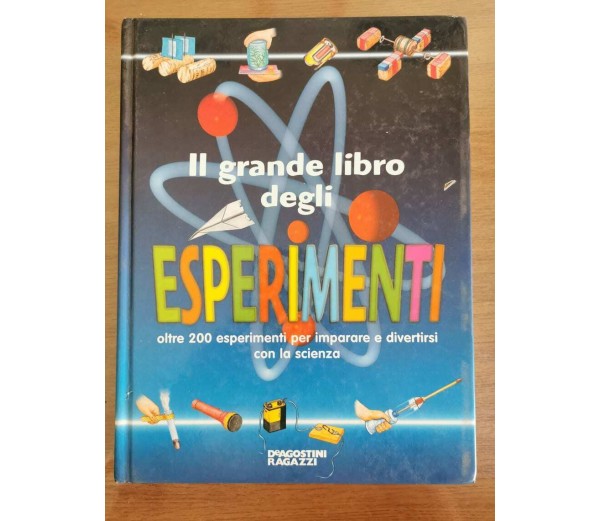 Il grande libro
degli
ESPERIMENTI
oltre 200 esperimenti per imparare e divertirsi
con la scienza
DeAGOSTINI
RAGAZZI